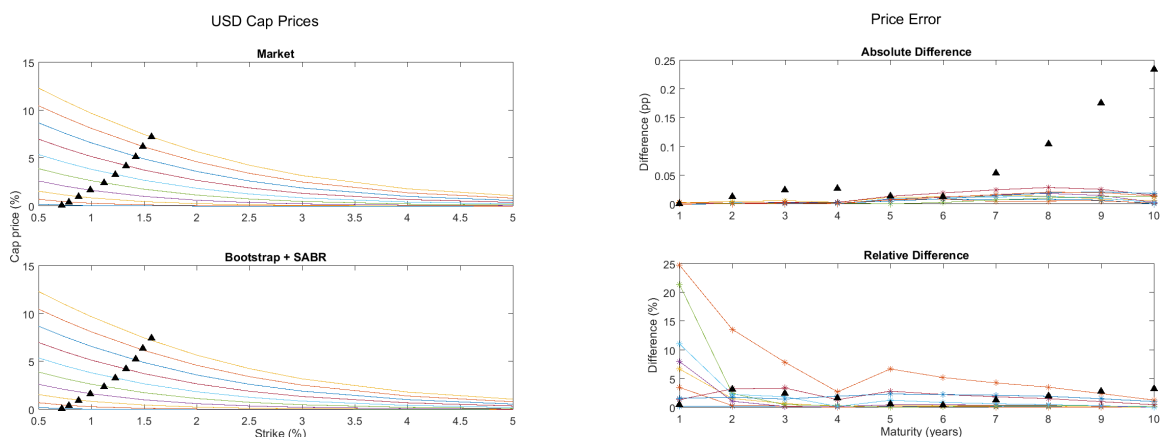 USD Cap Prices
Market
15
10
5
0
0.5 1 1.5 2 2.5 3 3.5 4 4.5 5
Cap price (%)
Bootstrap + SABR
15
10
5
0
0.5 1 1.5 2 2.5 3 3.5 4 4.5 5
Strike (%)
Price Error
Absolute Difference
0.25
0.2
0.15
0.1
0.05
0
Difference (pp)
1 2 3 4 5 6 7 8 9 10
Relative Difference
25
20
15
10
5
0
Difference (%)
1 2 3 4 5 6 7 8 9 10
Maturity (years)